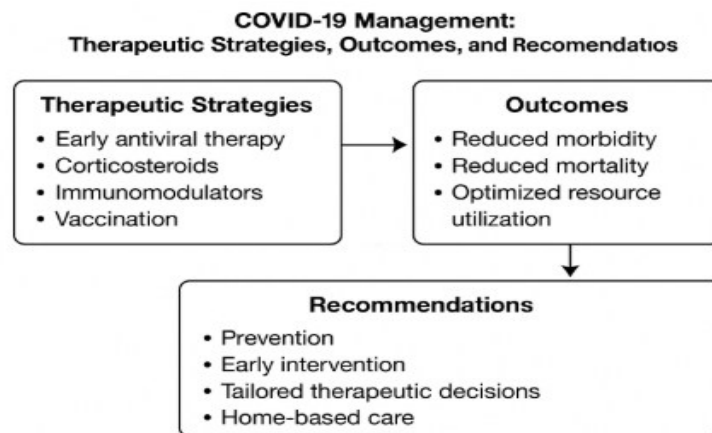 COVID-19 Management:
Therapeutic Strategies, Outcomes, and Recomendatios
Therapeutic Strategies
• Early antiviral therapy
• Corticosteroids
• Immunomodulators
• Vaccination
Outcomes
• Reduced morbidity
• Reduced mortality
• Optimized resource
utilization
Recommendations
• Prevention
• Early intervention
• Tailored therapeutic decisions
• Home-based care